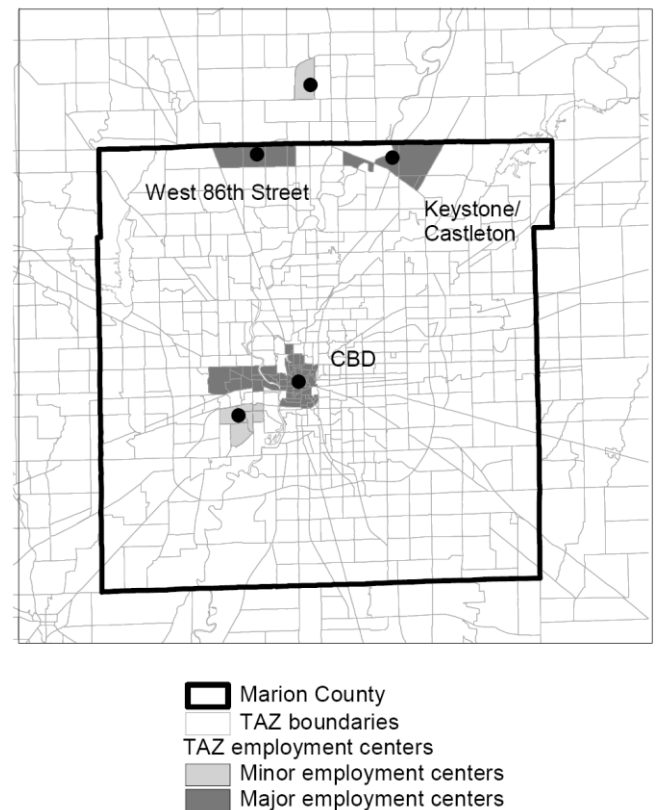 West 86th Street
Keystone/
Castleton
CBD
Marion County
TAZ boundaries
TAZ employment centers
Minor employment centers
Major employment centers